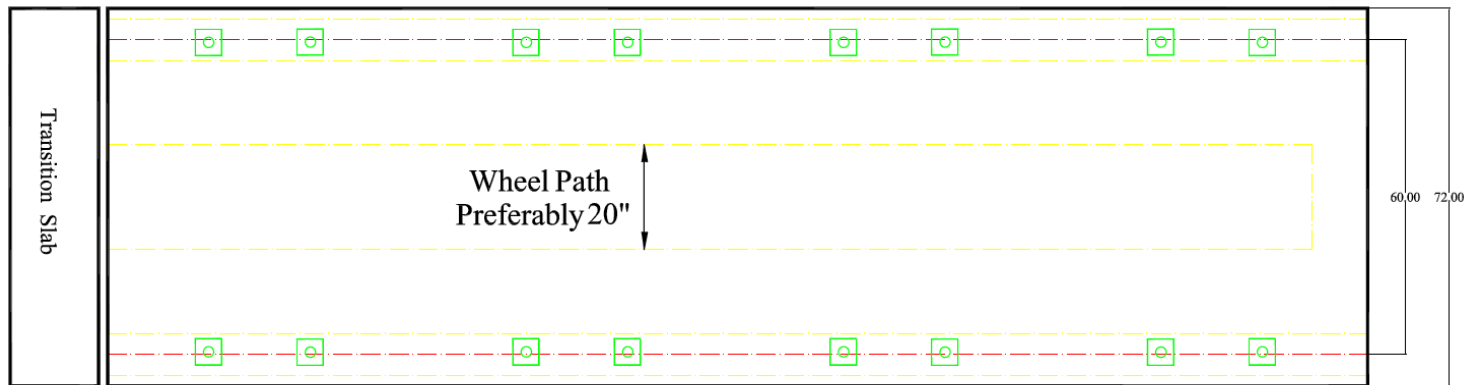 Transition Slab
Wheel Path
Preferably 20"
60.00
72.00